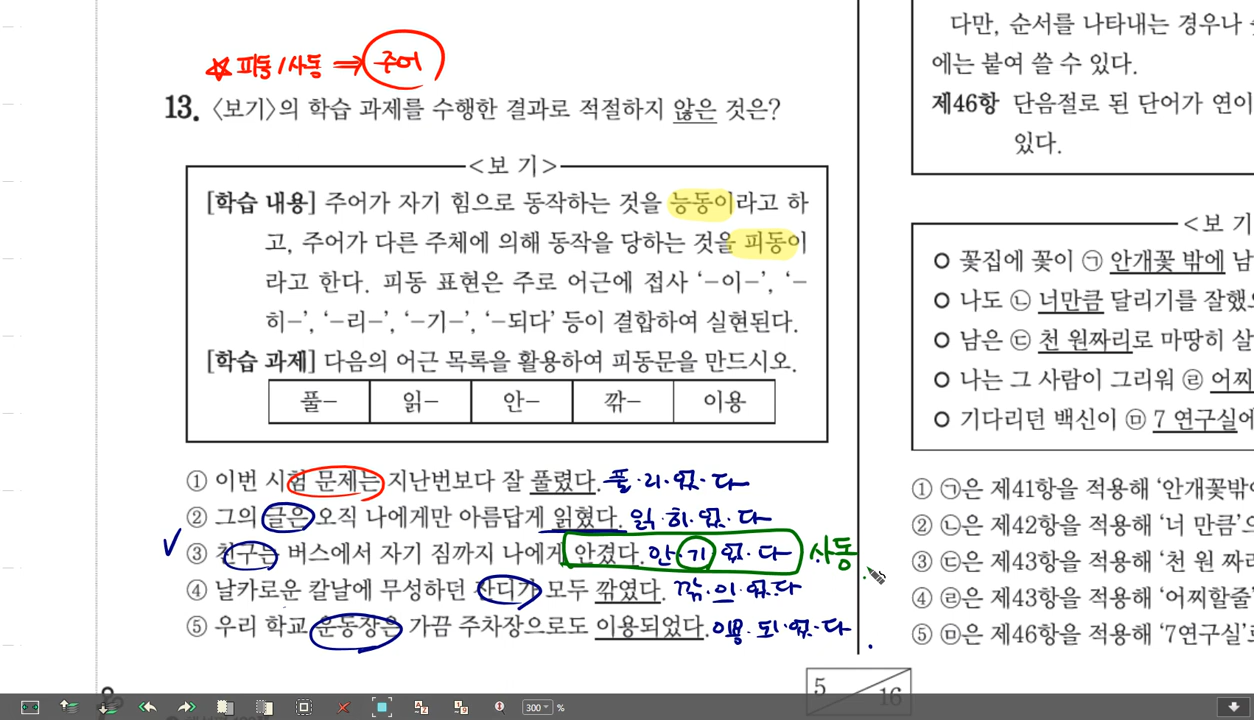 ☆ 피동/사동 ⇒ 주어
13. <보기>의 학습 과제를 수행한 결과로 적절하지 않은 것은?
<보 기>
[학습 내용] 주어가 자기 힘으로 동작하는 것을 능동이라고 하
고, 주어가 다른 주체에 의해 동작을 당하는 것을 피동이
라고 한다. 피동 표현은 주로 어근에 접사 ‘-이-’, ‘-
히-’, ‘-리-’, ‘-기-’, ‘-되다’ 등이 결합하여 실현된다.
[학습 과제] 다음의 어근 목록을 활용하여 피동문을 만드시오.
풀- 읽- 안- 깎- 이용
① 이번 시험 문제는 지난번보다 잘 풀렸다. 풀·리·었·다
② 그의 글은 오직 나에게만 아름답게 읽혔다. 읽·히·었·다
③ 친구는 버스에서 자기 짐까지 나에게 안겼다. 안·기·었·다 사동
④ 날카로운 칼날에 무성하던 잔디가 모두 깎였다. 깎·이·었·다
⑤ 우리 학교 운동장은 가끔 주차장으로도 이용되었다. 이용·되·었·다
5
16
다만, 순서를 나타내는 경우나
에는 붙여 쓸 수 있다.
제46항 단음절로 된 단어가 연이
있다.
<보 기
○ 꽃집에 꽃이 ㉠ 안개꽃 밖에 남
○ 나도 ㉡ 너만큼 달리기를 잘했으
○ 남은 ㉢ 천 원짜리로 마땅히 살
○ 나는 그 사람이 그리워 ㉣ 어찌
○ 기다리던 백신이 ㉤ 7 연구실에
① ㉠은 제41항을 적용해 ‘안개꽃밖에
② ㉡은 제42항을 적용해 ‘너 만큼’으
③ ㉢은 제43항을 적용해 ‘천 원 짜리
④ ㉣은 제43항을 적용해 ‘어찌할줄’
⑤ ㉤은 제46항을 적용해 ‘7연구실’로
300 %